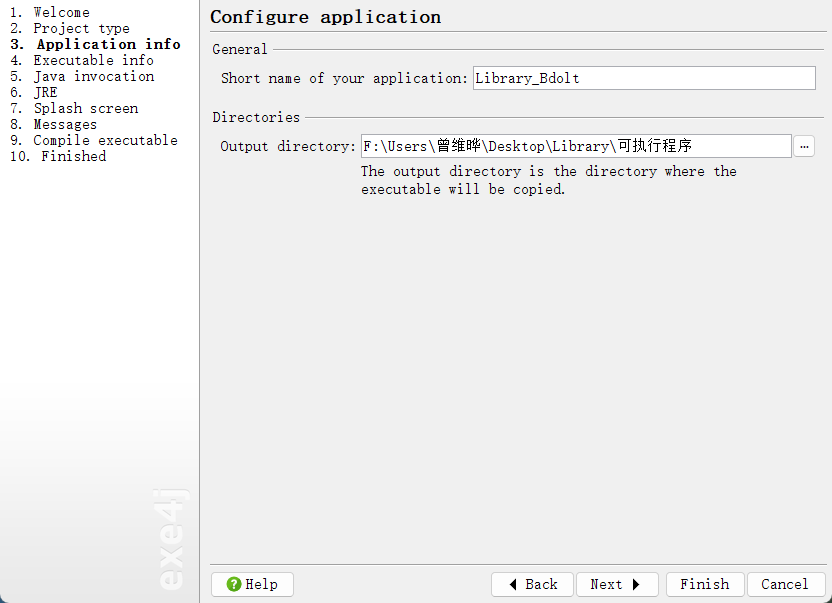 1. Welcome
2. Project type
3. Application info
4. Executable info
5. Java invocation
6. JRE
7. Splash screen
8. Messages
9. Compile executable
10. Finished
exe4j
Configure application
General
Short name of your application: Library_Bdolt
Directories
Output directory: F:\Users\曾维晔\Desktop\Library\可执行程序 ...
The output directory is the directory where the
executable will be copied.
? Help
Back
Next
Finish
Cancel